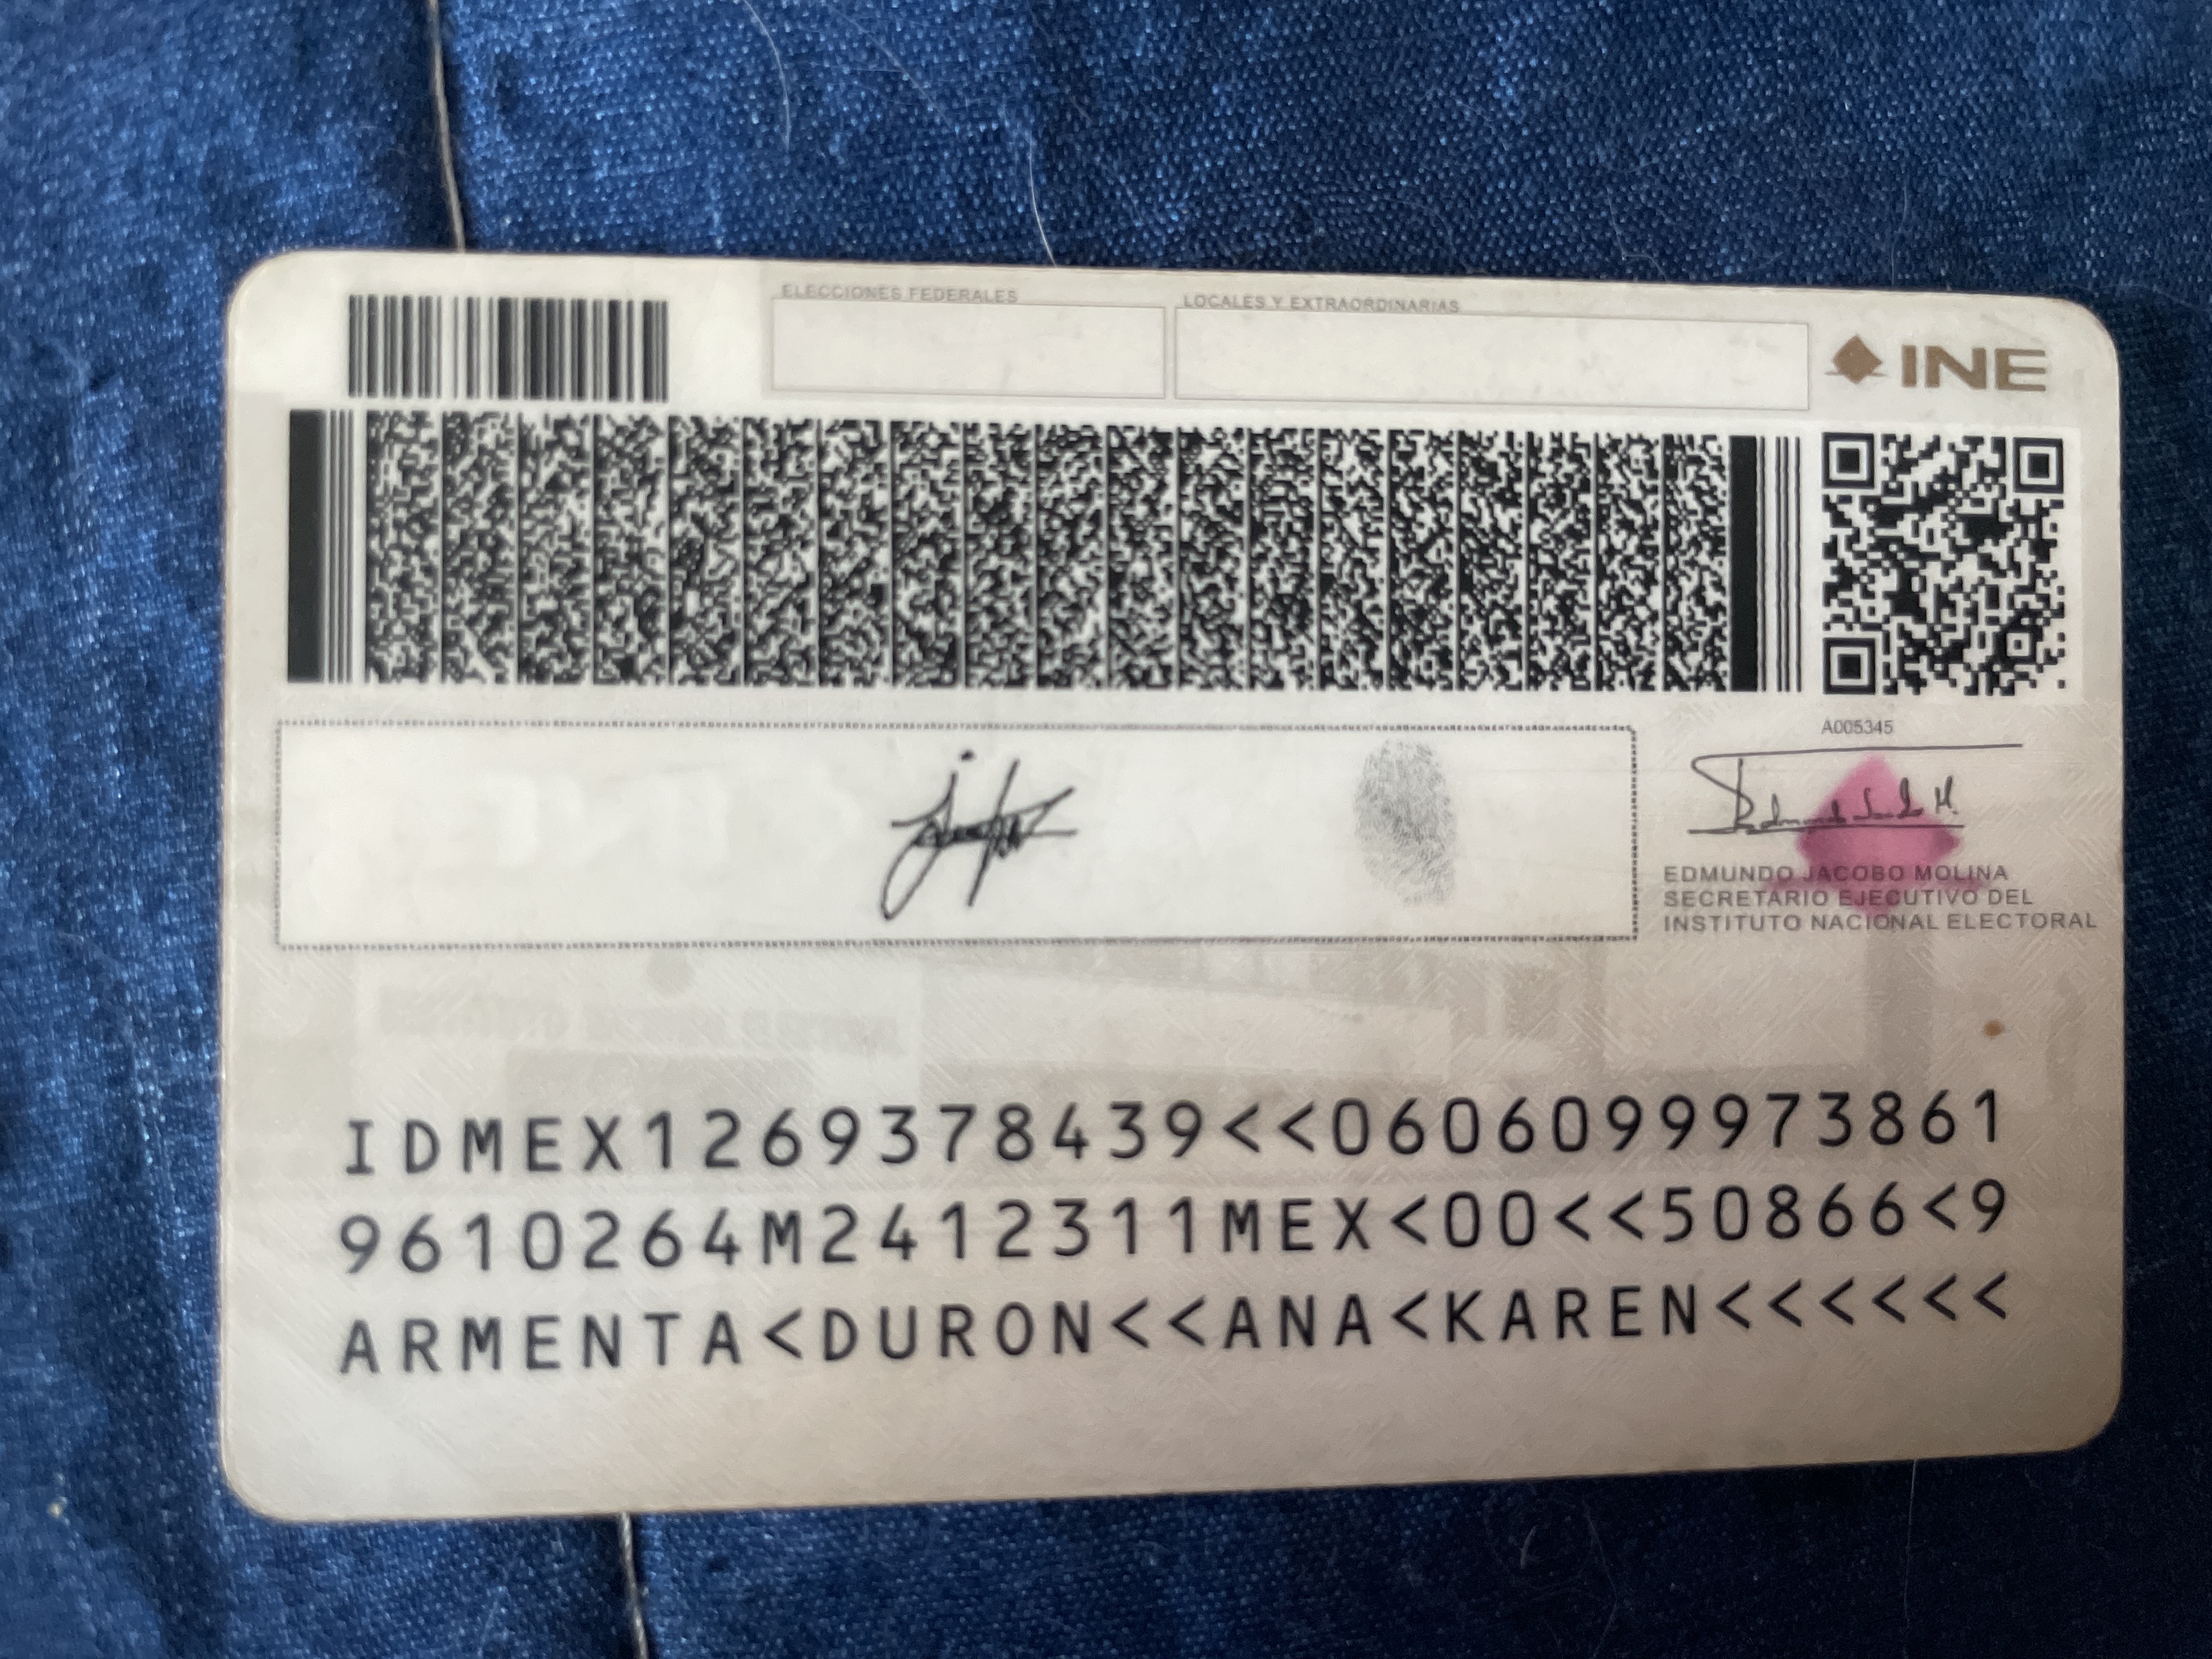 ELECCIONES FEDERALES
LOCALES Y EXTRAORDINARIAS
INE
A005345
EDMUNDO JACOBO MOLINA
SECRETARIO EJECUTIVO DEL
INSTITUTO NACIONAL ELECTORAL
IDMEX1269378439<<0606099973861
9610264M2412311MEX<00<<50866<9
ARMENTA<DURON<<ANA<KAREN<<<<<<